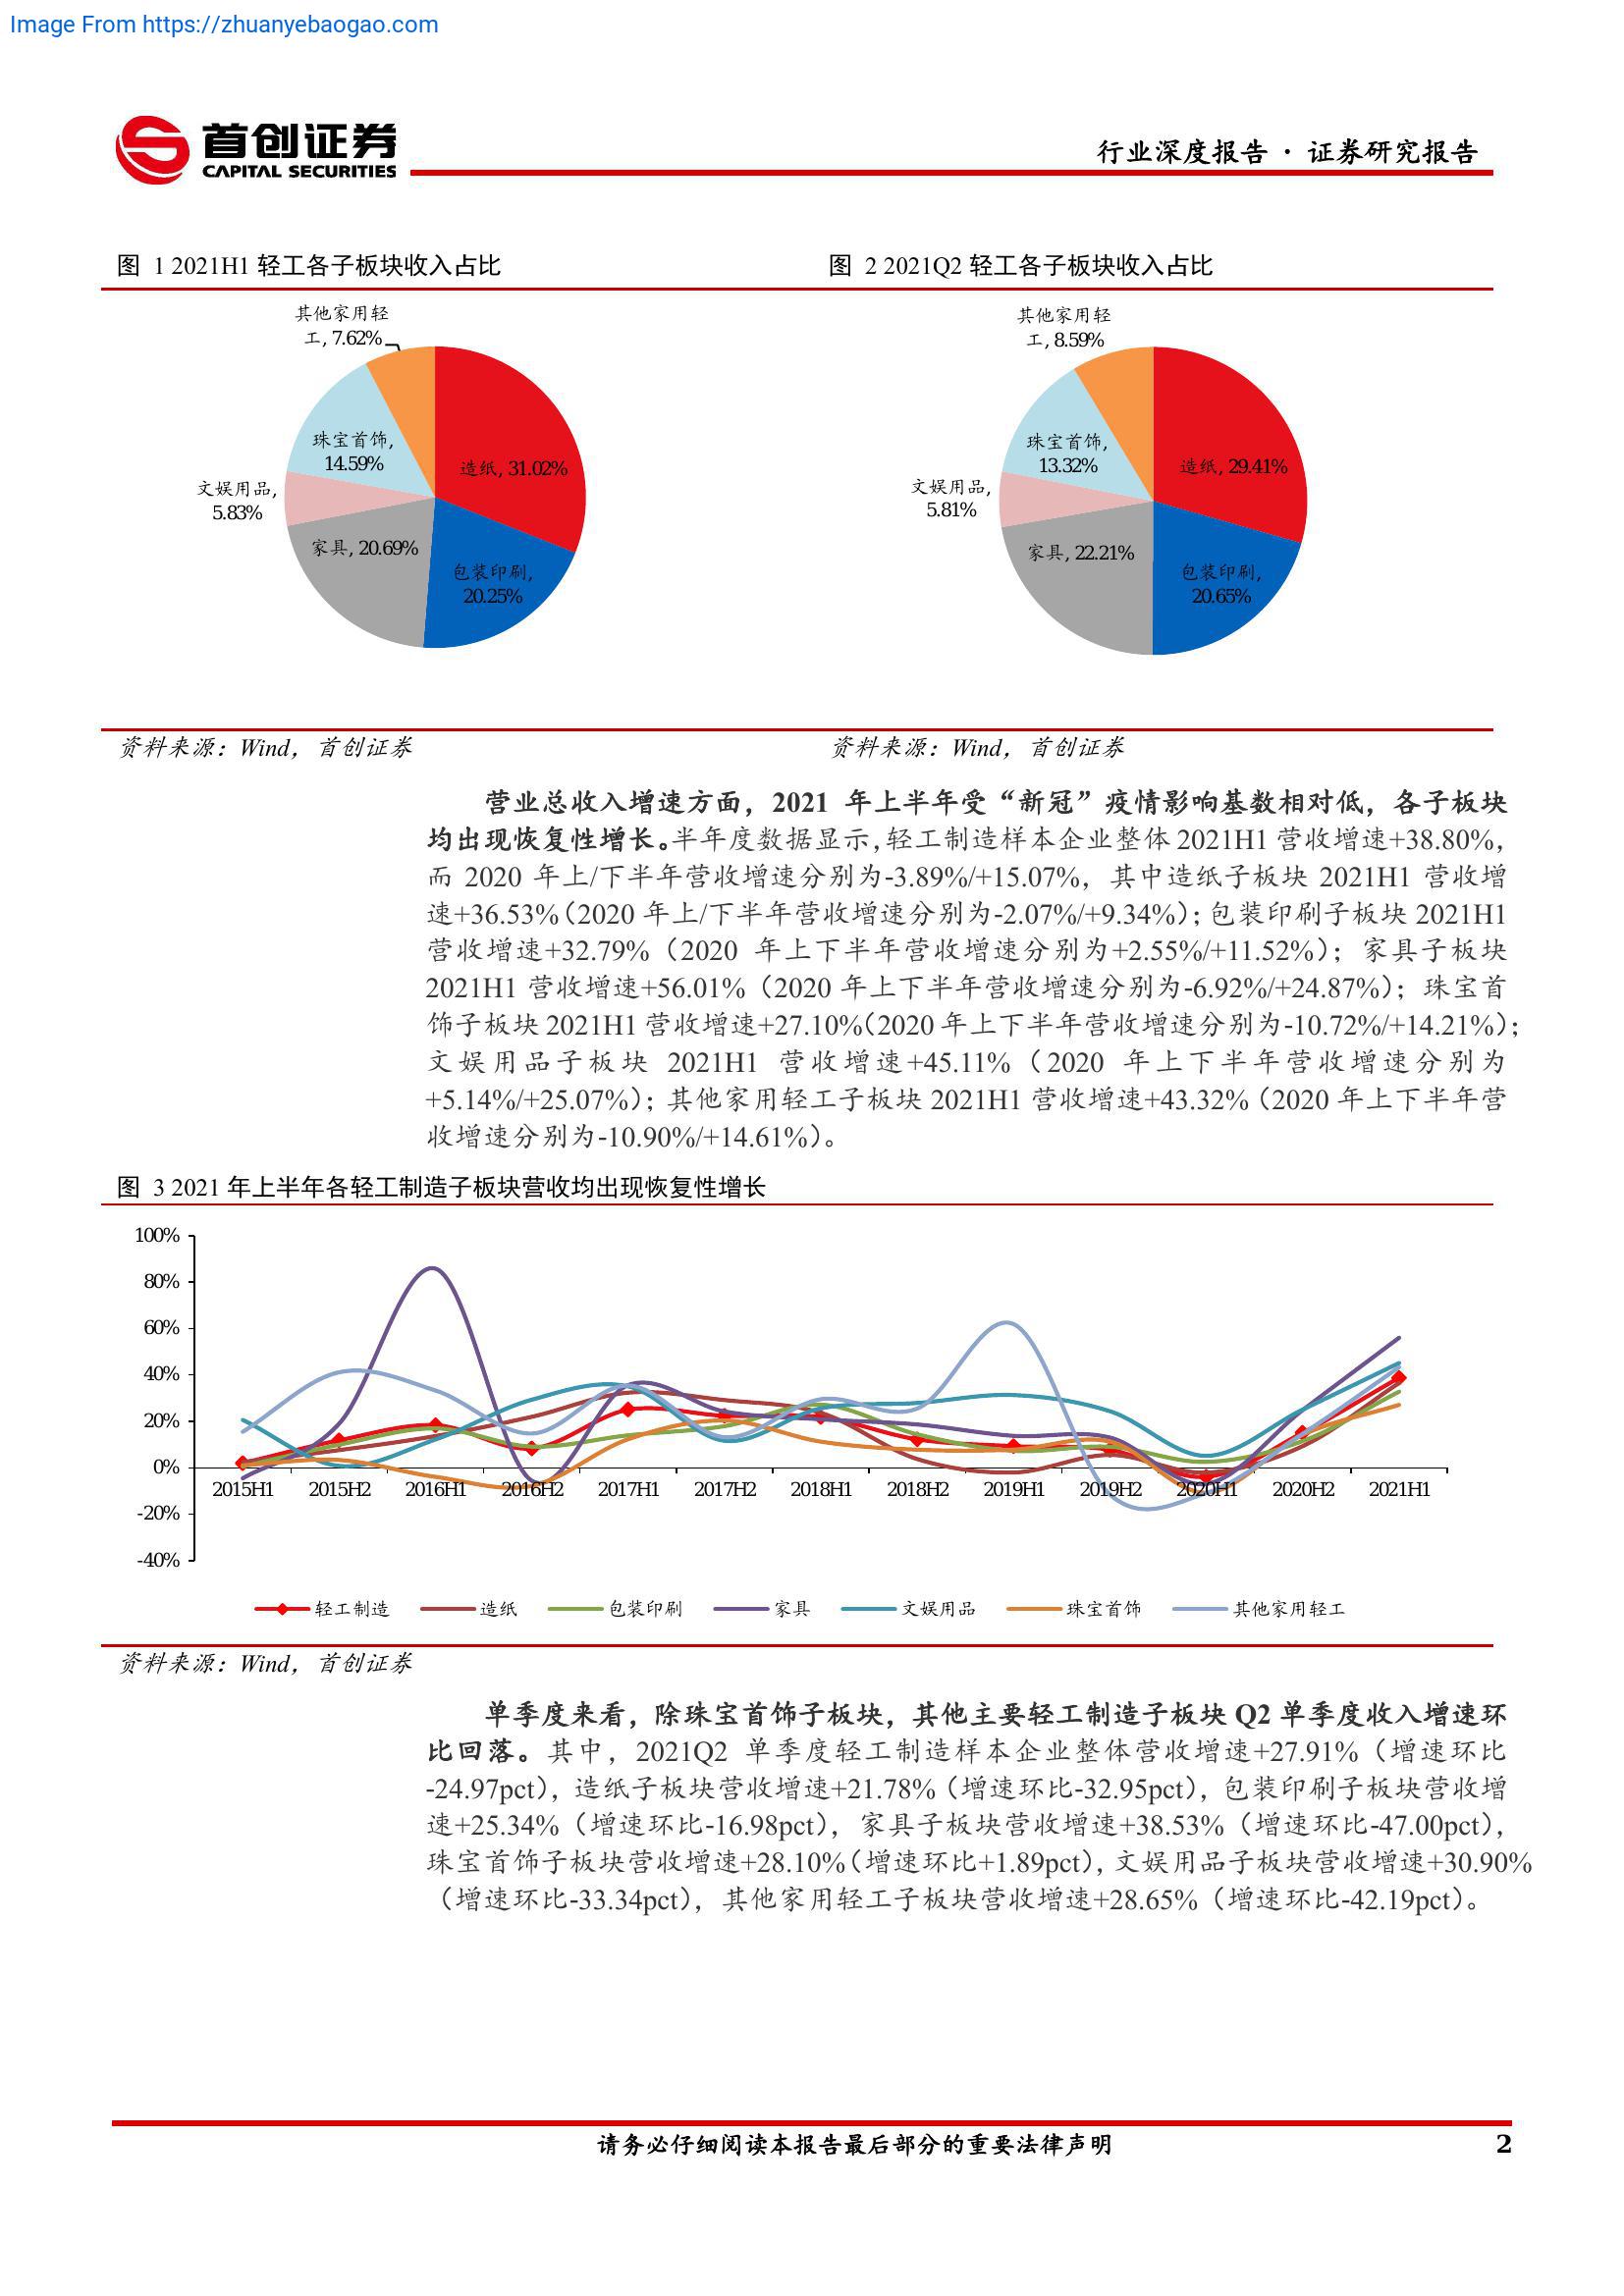 Image From https://zhuanyebaogao.com
首创证券
CAPITAL SECURITIES
行业深度报告 · 证券研究报告
图 1 2021H1 轻工各子板块收入占比
其他家用轻
工, 7.62%
珠宝首饰,
14.59%
造纸, 31.02%
文娱用品,
5.83%
家具, 20.69%
包装印刷,
20.25%
资料来源：Wind，首创证券
图 2 2021Q2 轻工各子板块收入占比
其他家用轻
工, 8.59%
珠宝首饰,
13.32%
造纸, 29.41%
文娱用品,
5.81%
家具, 22.21%
包装印刷,
20.65%
资料来源：Wind，首创证券
营业总收入增速方面，2021 年上半年受“新冠”疫情影响基数相对低，各子板块
均出现恢复性增长。半年度数据显示，轻工制造样本企业整体 2021H1 营收增速+38.80%，
而 2020 年上/下半年营收增速分别为-3.89%/+15.07%，其中造纸子板块 2021H1 营收增
速+36.53%（2020 年上/下半年营收增速分别为-2.07%/+9.34%）；包装印刷子板块 2021H1
营收增速+32.79%（2020 年上下半年营收增速分别为+2.55%/+11.52%）；家具子板块
2021H1 营收增速+56.01%（2020 年上下半年营收增速分别为-6.92%/+24.87%）；珠宝首
饰子板块 2021H1 营收增速+27.10%（2020 年上下半年营收增速分别为-10.72%/+14.21%）；
文娱用品子板块 2021H1 营收增速+45.11%（2020 年上下半年营收增速分别为
+5.14%/+25.07%）；其他家用轻工子板块 2021H1 营收增速+43.32%（2020 年上下半年营
收增速分别为-10.90%/+14.61%）。
图 3 2021 年上半年各轻工制造子板块营收均出现恢复性增长
100%
80%
60%
40%
20%
0%
-20%
-40%
2015H1 2015H2 2016H1 2016H2 2017H1 2017H2 2018H1 2018H2 2019H1 2019H2 2020H1 2020H2 2021H1
轻工制造 造纸 包装印刷 家具 文娱用品 珠宝首饰 其他家用轻工
资料来源：Wind，首创证券
单季度来看，除珠宝首饰子板块，其他主要轻工制造子板块 Q2 单季度收入增速环
比回落。其中，2021Q2 单季度轻工制造样本企业整体营收增速+27.91%（增速环比
-24.97pct），造纸子板块营收增速+21.78%（增速环比-32.95pct），包装印刷子板块营收增
速+25.34%（增速环比-16.98pct），家具子板块营收增速+38.53%（增速环比-47.00pct），
珠宝首饰子板块营收增速+28.10%（增速环比+1.89pct），文娱用品子板块营收增速+30.90%
（增速环比-33.34pct），其他家用轻工子板块营收增速+28.65%（增速环比-42.19pct）。
请务必仔细阅读本报告最后部分的重要法律声明
2